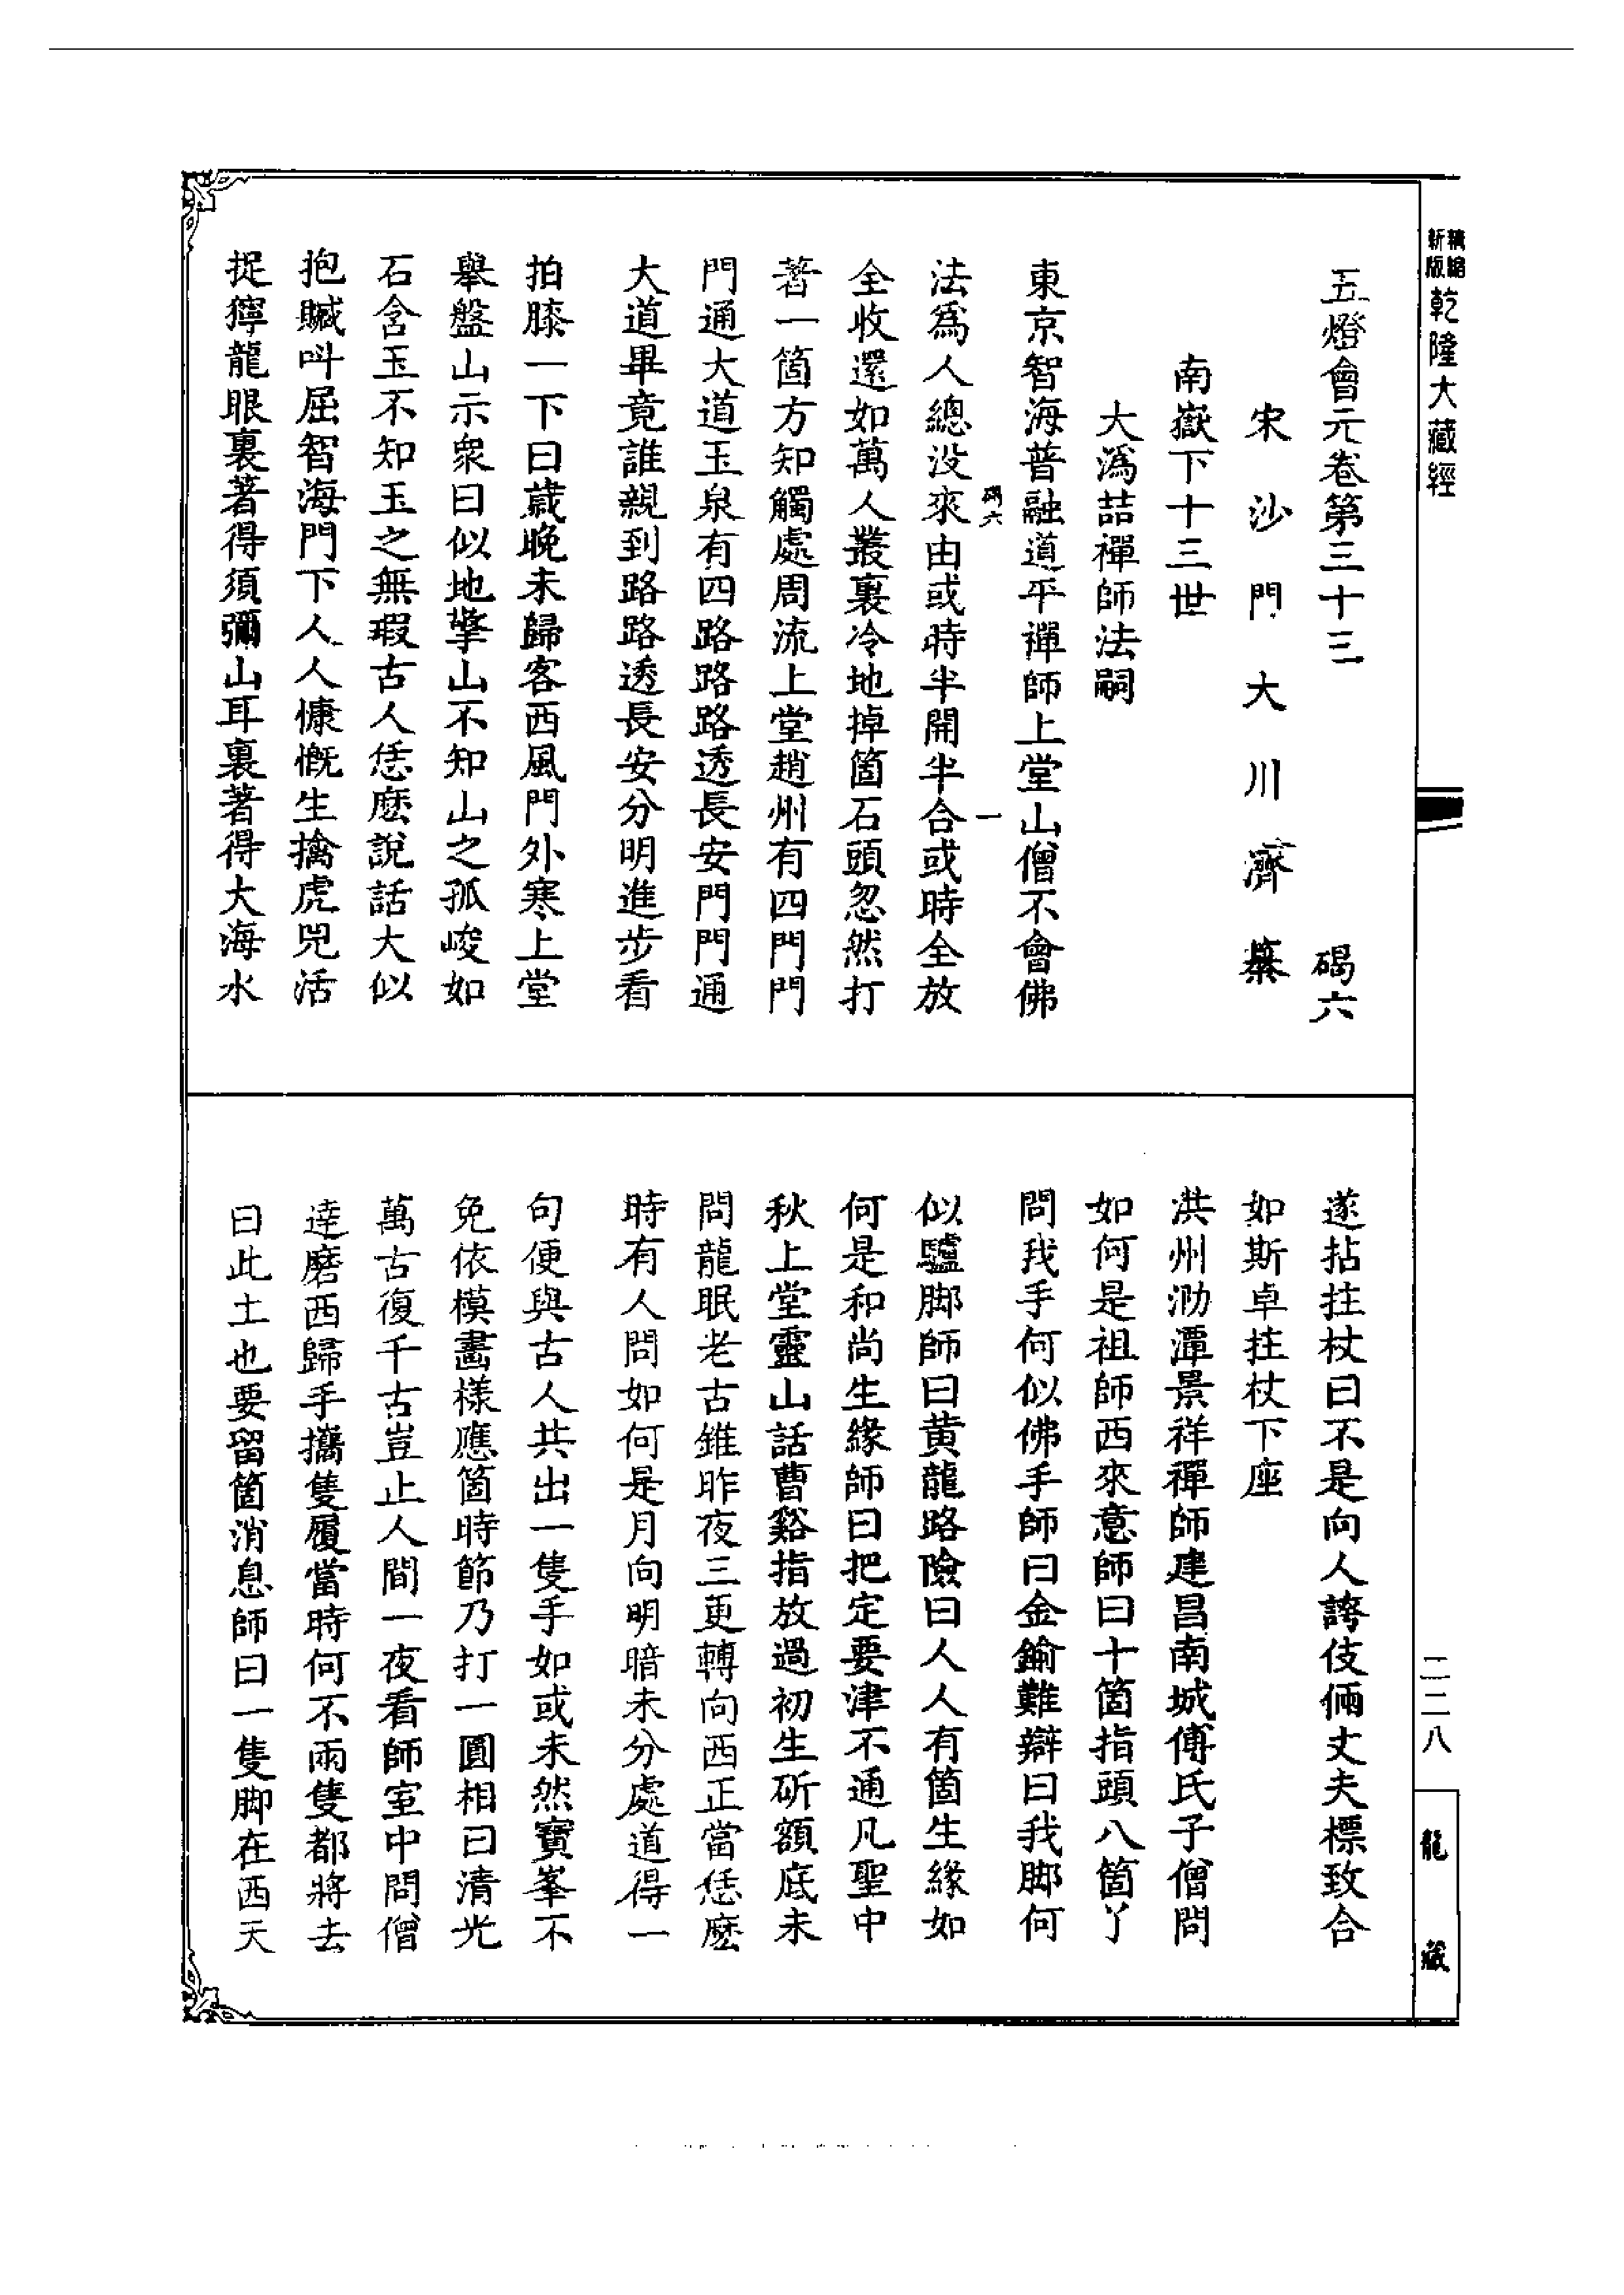 新版精縮
乾隆大藏經
五燈會元卷第三十三 碣六
宋沙門大川濟纂
南嶽下十三世
大溈喆禪師法嗣
東京智海普融道平禪師上堂山僧不會佛
碣六 一
法爲人總没來由或時半開半合或時全放
全收還如萬人叢裏冷地掉箇石頭忽然打
著一箇方知觸處周流上堂趙州有四門門
門通大道玉泉有四路路路透長安門門通
大道畢竟誰親到路路透長安分明進步看
拍膝一下曰歲晚未歸客西風門外寒上堂
舉盤山示衆曰似地擎山不知山之孤峻如
石含玉不知玉之無瑕古人恁麽說話大似
抱贓叫屈智海門下人人慷慨生擒虎兕活
捉獰龍眼裏著得須彌山耳裏著得大海水
遂拈拄杖曰不是向人誇伎倆丈夫標致合
如斯卓拄杖下座
洪州泐潭景祥禪師建昌南城傅氏子僧問
如何是祖師西來意師曰十箇指頭八箇丫
問我手何似佛手師曰金鍮難辯曰我脚何
似驢脚師曰黃龍路險曰人人有箇生緣如
何是和尚生緣師曰把定要津不通凡聖中
秋上堂靈山話曹谿指放過初生斫額底未
問龍眠老古錐昨夜三更轉向西正當恁麽
時有人問如何是月向明暗未分處道得一
句便與古人共出一隻手如或未然寶峯不
免依模畫樣應箇時節乃打一圓相曰清光
萬古復千古豈止人間一夜看師室中問僧
達磨西歸手攜隻履當時何不兩隻都將去
曰此土也要留箇消息師曰一隻脚在西天
二二八
龍藏